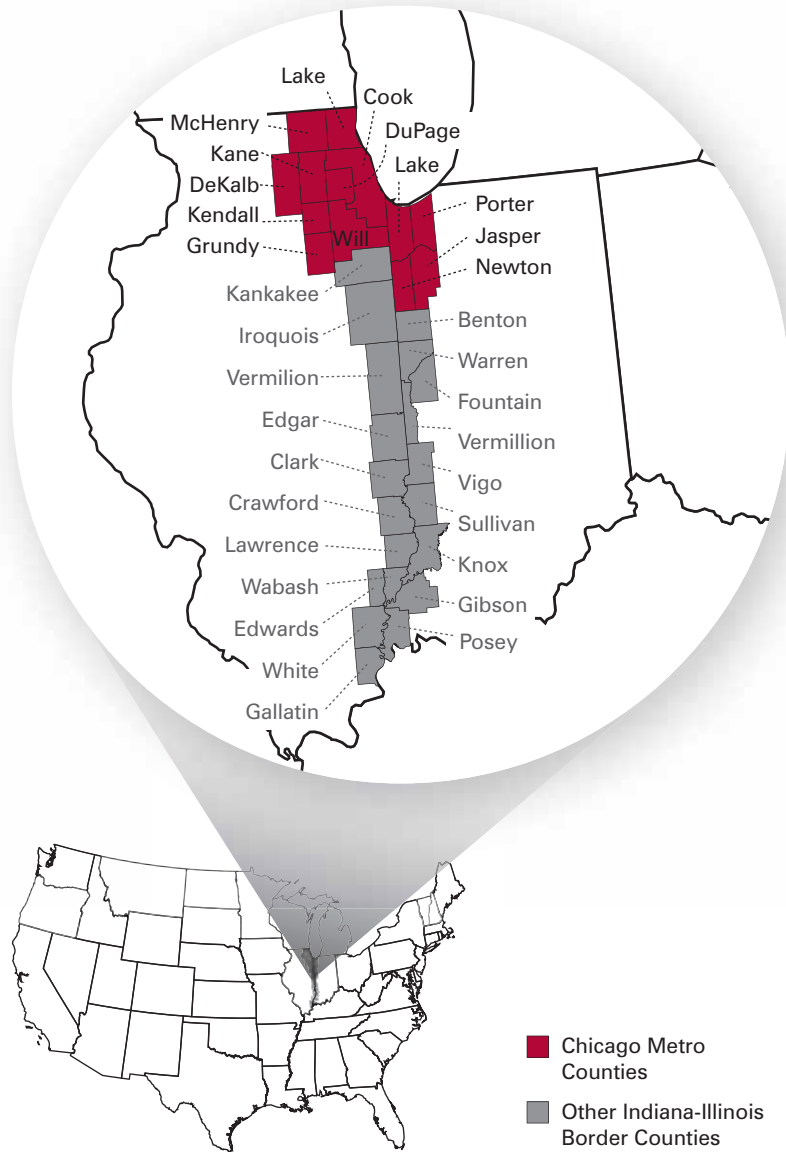 Lake
Cook
McHenry
DuPage
Kane
Lake
DeKalb
Kendall
Porter
Will
Jasper
Grundy
Newton
Kankakee
Benton
Iroquois
Warren
Vermilion
Fountain
Edgar
Vermillion
Clark
Vigo
Crawford
Sullivan
Lawrence
Knox
Wabash
Gibson
Edwards
Posey
White
Gallatin
Chicago Metro
Counties
Other Indiana-Illinois
Border Counties